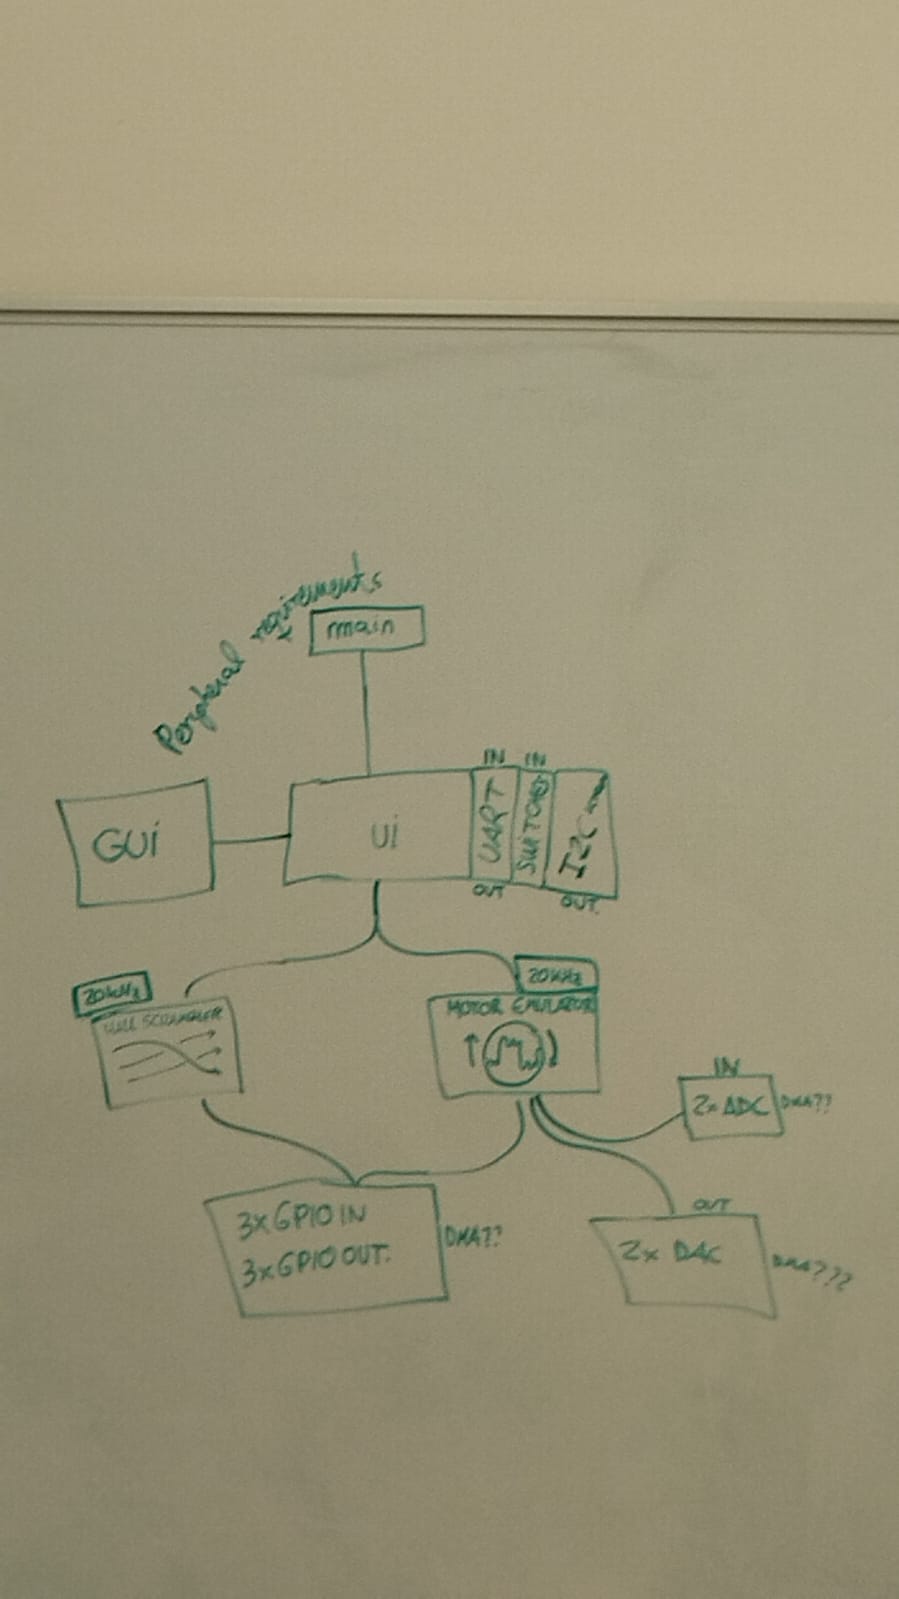 Peripheral requirements
main
GUi
ui
IN
UART
OUT
IN
SWITCHES
I2C
OUT.
20kHz
HALL SCRAMBLER
20kHz
MOTOR EMULATOR
IN
2x ADC
DMA??
3x GPIO IN
3x GPIO OUT.
DMA??
OUT
2x DAC
DMA???